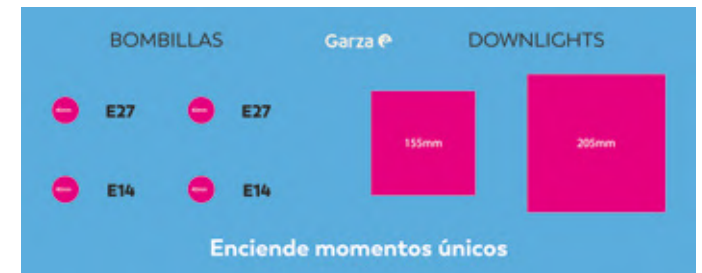 BOMBILLAS
Garza
DOWNLIGHTS
E27
E27
155mm
205mm
E14
E14
Enciende momentos únicos